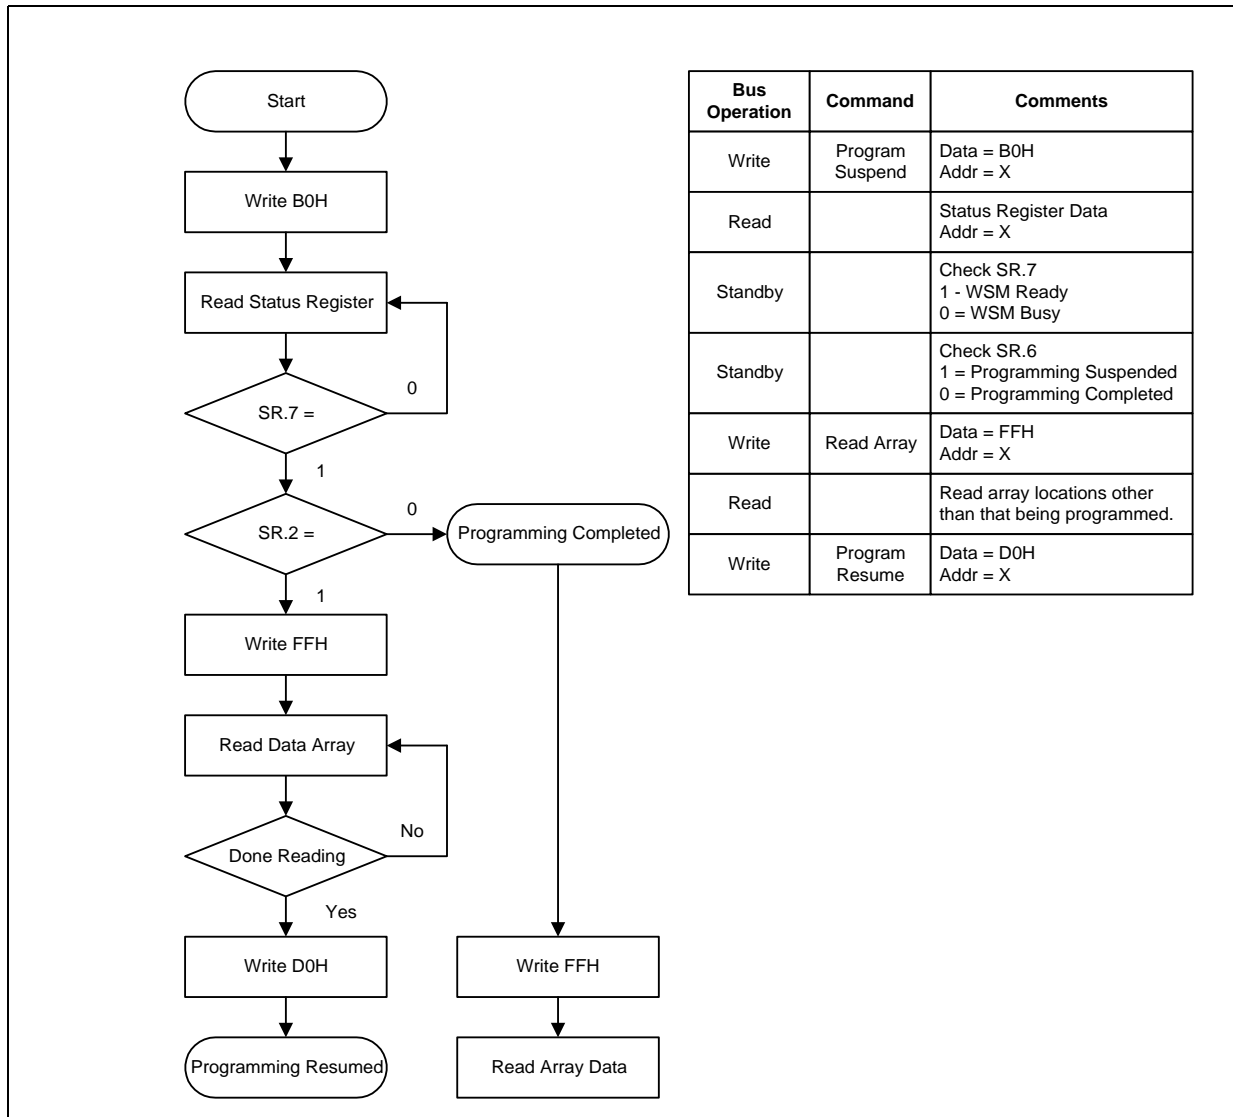 Start
Write B0H
Read Status Register
0
SR.7 =
1
0
SR.2 =
Programming Completed
1
Write FFH
Read Data Array
No
Done Reading
Yes
Write D0H
Write FFH
Programming Resumed
Read Array Data
Bus
Operation
Command
Comments
Write
Program
Suspend
Data = B0H
Addr = X
Read
Status Register Data
Addr = X
Standby
Check SR.7
1 - WSM Ready
0 = WSM Busy
Standby
Check SR.6
1 = Programming Suspended
0 = Programming Completed
Write
Read Array
Data = FFH
Addr = X
Read
Read array locations other
than that being programmed.
Write
Program
Resume
Data = D0H
Addr = X